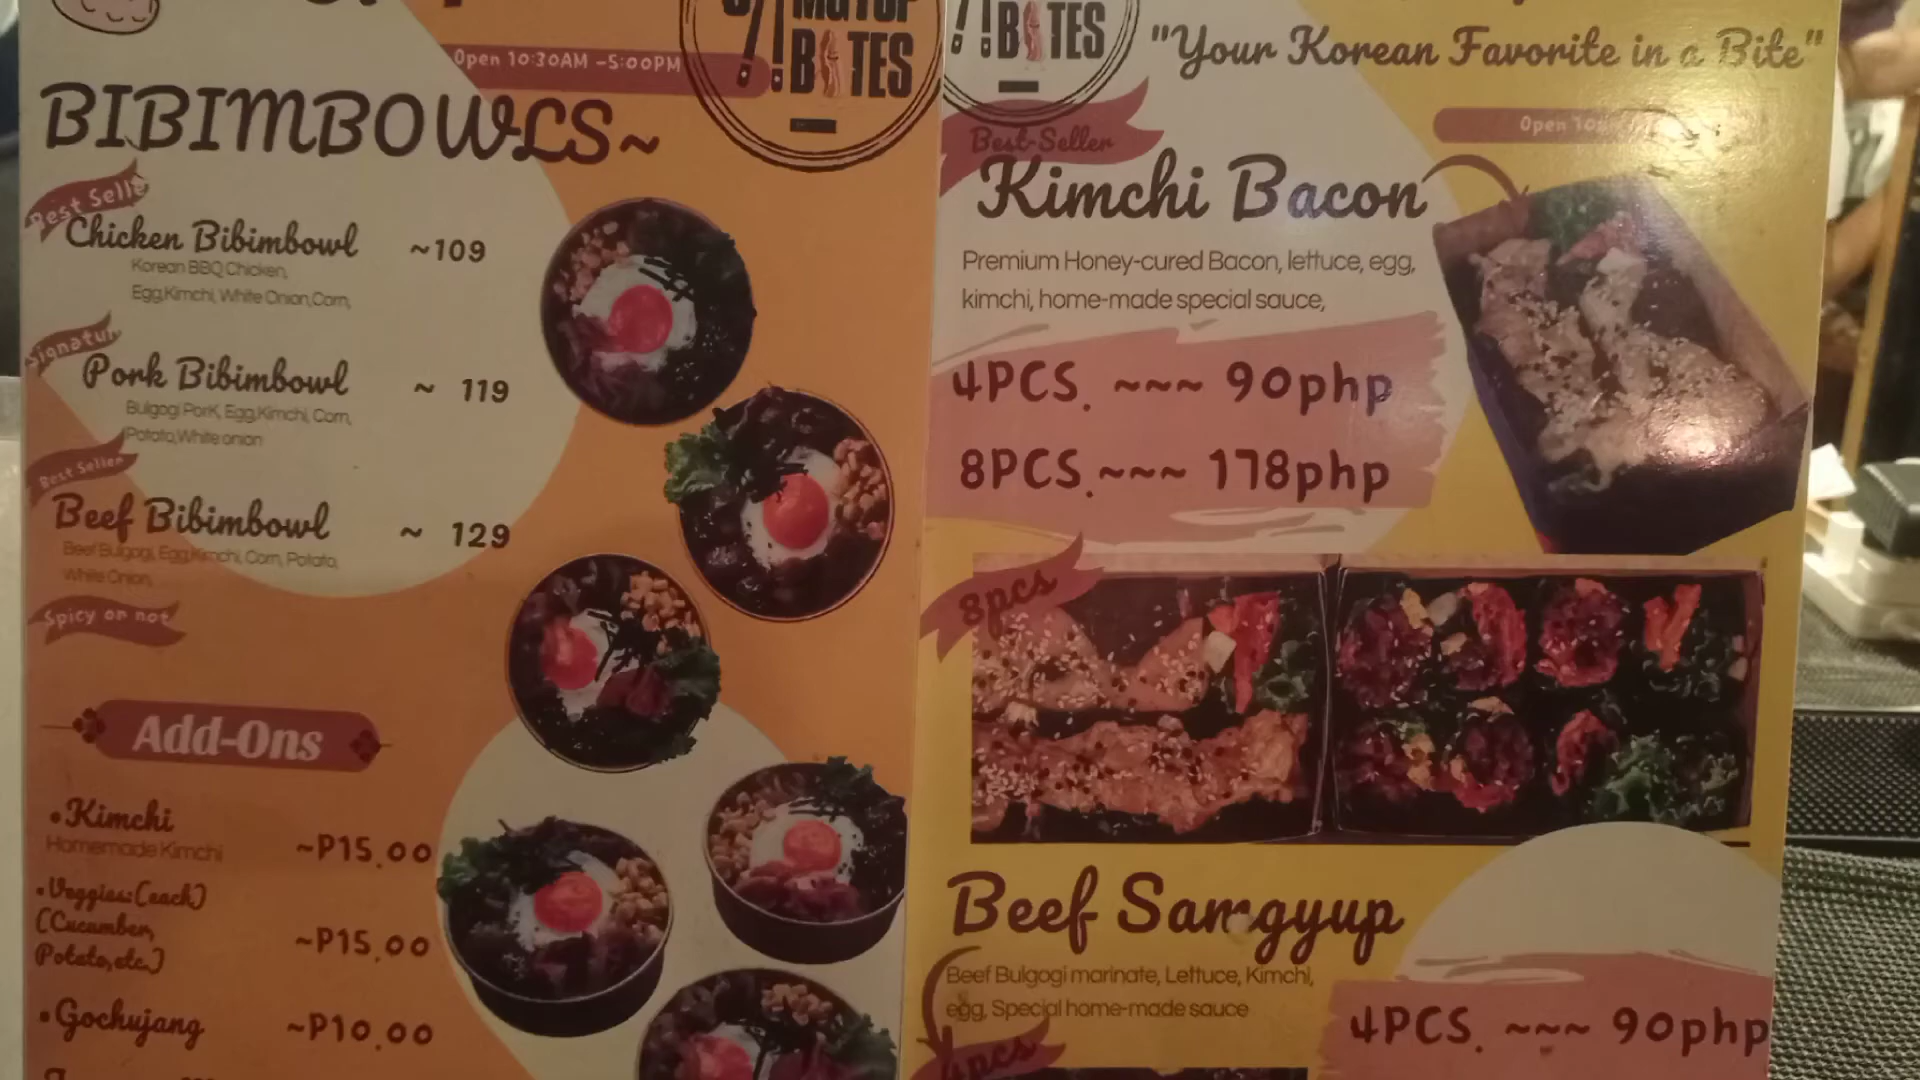 BITES
Open 10:30AM -5:00PM
BIBIMBOWLS~
Best Selle
Chicken Bibimbowl ~109
Korean BBQ Chicken,
Egg,Kimchi, White Onion,Corn,
Signatur
Pork Bibimbowl ~ 119
Bulgogi Pork, Egg,Kimchi, Corn,
Potato,White onion
Best Seller
Beef Bibimbowl ~ 129
Beef Bulgogi, Egg,Kimchi, Corn, Potato,
White Onion,
Spicy or not
Add-Ons
•Kimchi ~P15.00
Homemade Kimchi
•Veggies:(each)
(Cucumber, ~P15.00
Potato,etc.)
•Gochujang ~P10.00
BITES
"Your Korean Favorite in a Bite"
Open
Best-Seller
Kimchi Bacon
Premium Honey-cured Bacon, lettuce, egg,
kimchi, home-made special sauce,
4PCS. ~~~ 90php
8PCS.~~~ 178php
8pcs
Beef Samgyup
Beef Bulgogi marinate, Lettuce, Kimchi,
egg, Special home-made sauce
4PCS. ~~~ 90php
4pcs